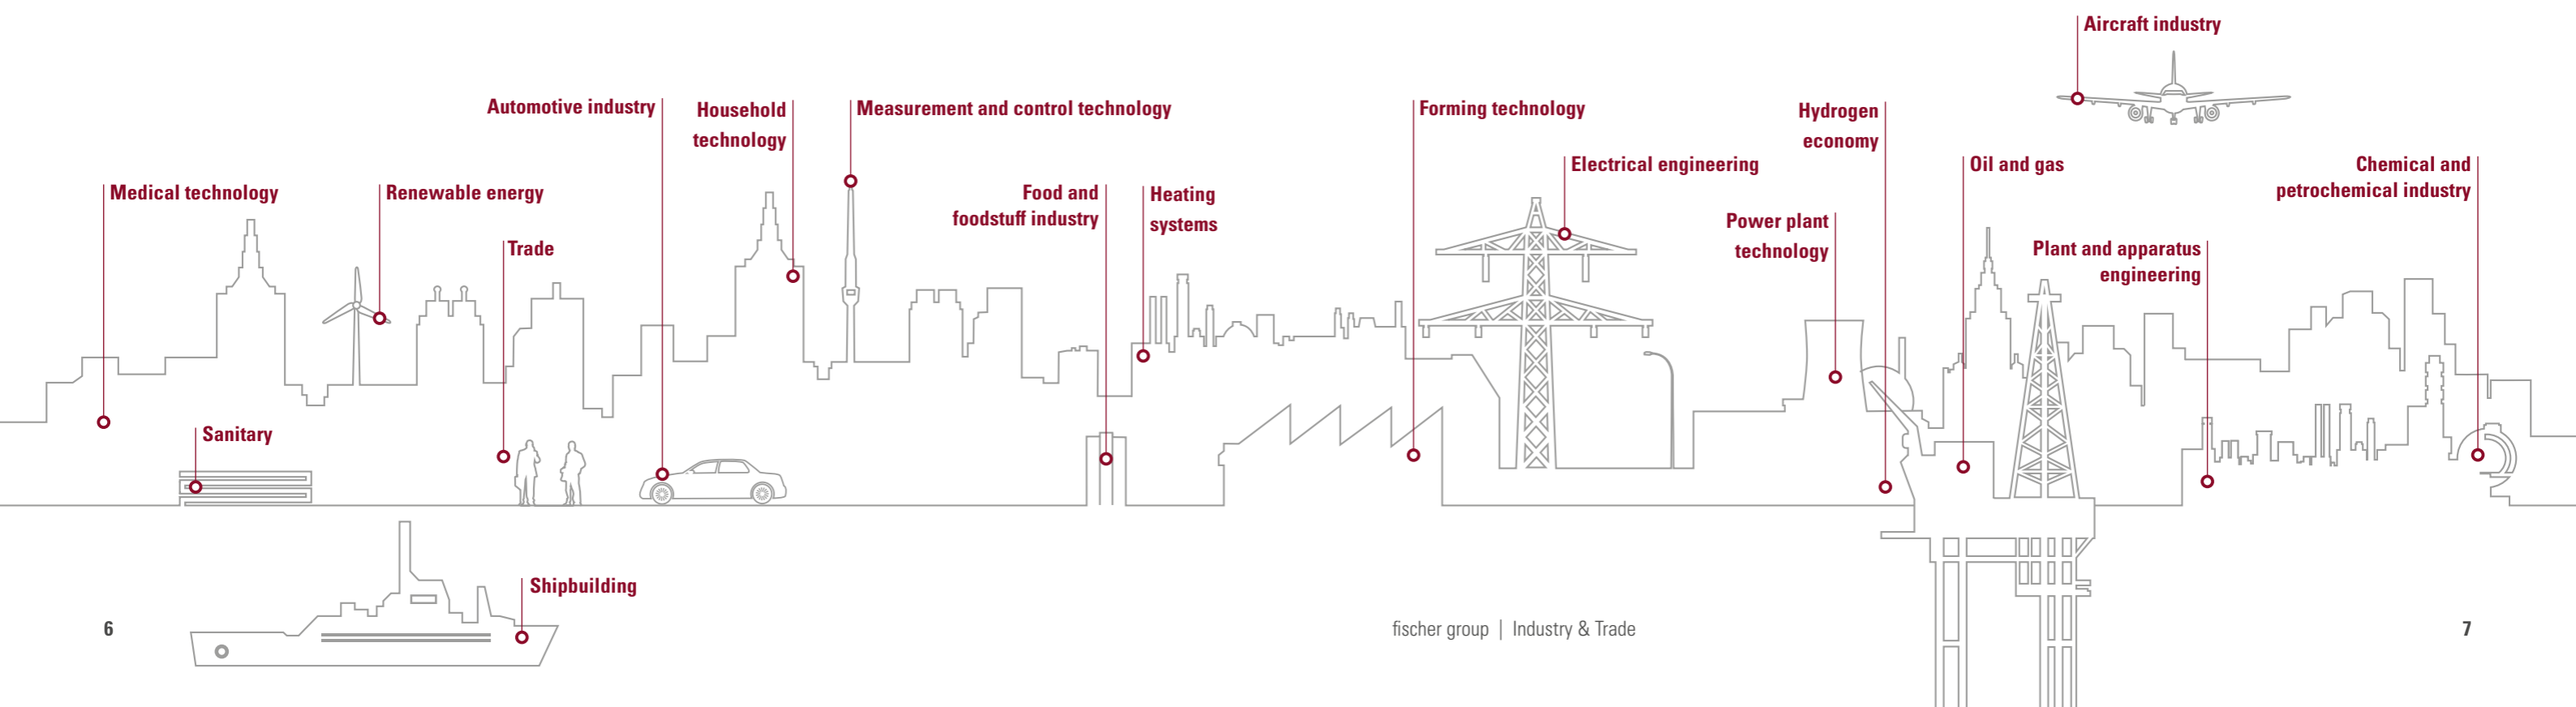 Aircraft industry
Automotive industry
Household
technology
Measurement and control technology
Forming technology
Hydrogen
economy
Electrical engineering
Oil and gas
Chemical and
petrochemical industry
Medical technology
Renewable energy
Food and
foodstuff industry
Heating
systems
Power plant
technology
Trade
Plant and apparatus
engineering
Sanitary
Shipbuilding
6
fischer group | Industry & Trade
7